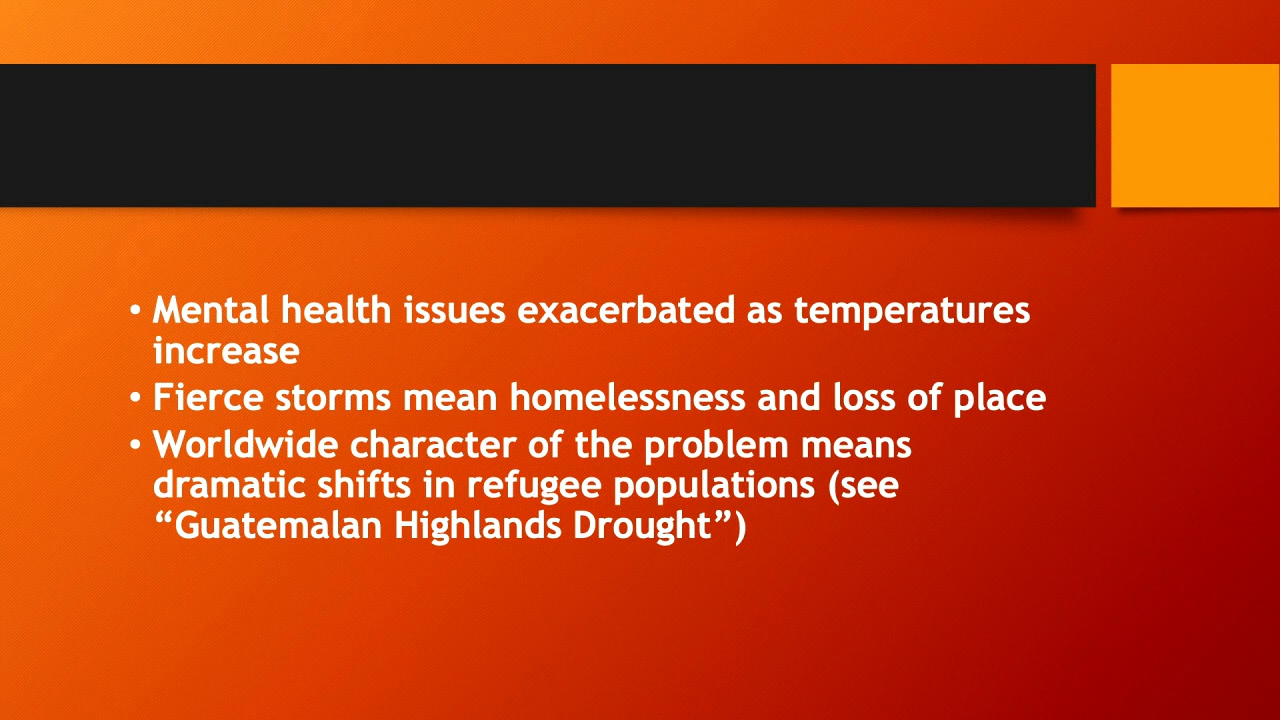 • Mental health issues exacerbated as temperatures
increase
• Fierce storms mean homelessness and loss of place
• Worldwide character of the problem means
dramatic shifts in refugee populations (see
“Guatemalan Highlands Drought”)